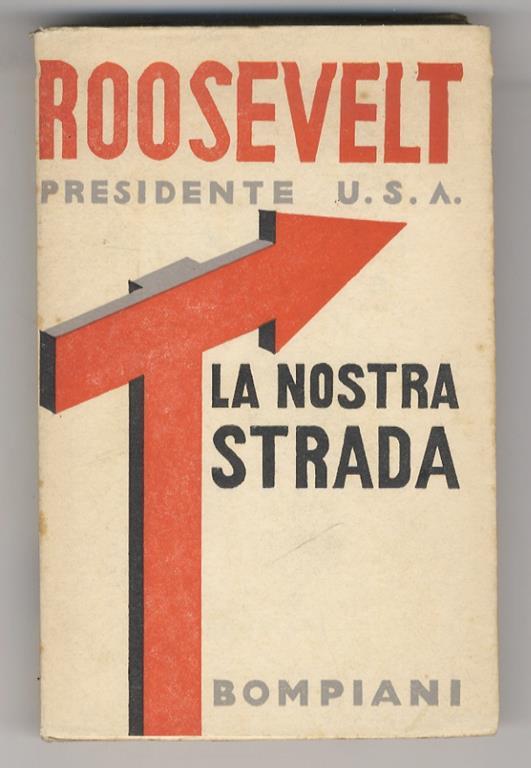 ROOSEVELT
PRESIDENTE U.S.A.
LA NOSTRA
STRADA
BOMPIANI